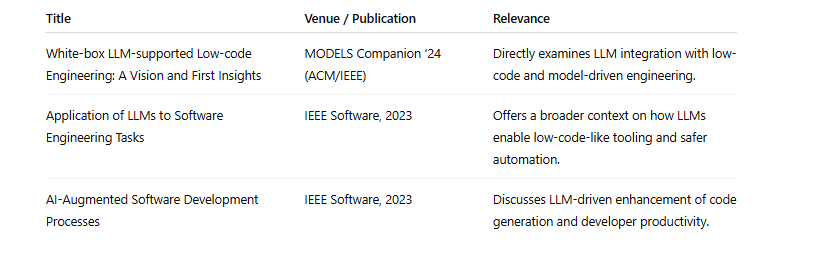 Title Venue / Publication Relevance
White-box LLM-supported Low-code MODELS Companion '24 Directly examines LLM integration with low-
Engineering: A Vision and First Insights (ACM/IEEE) code and model-driven engineering.
Application of LLMs to Software IEEE Software, 2023 Offers a broader context on how LLMs
Engineering Tasks enable low-code-like tooling and safer
automation.
AI-Augmented Software Development IEEE Software, 2023 Discusses LLM-driven enhancement of code
Processes generation and developer productivity.